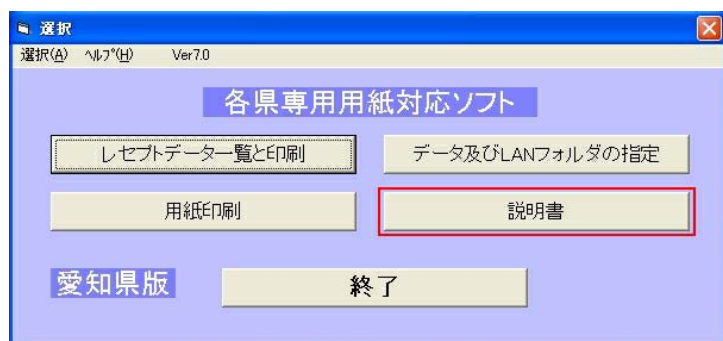 選択
選択(A) ヘルプ(H) Ver7.0
各県専用用紙対応ソフト
レセプトデータ一覧と印刷 データ及びLANフォルダの指定
用紙印刷 説明書
愛知県版 終了